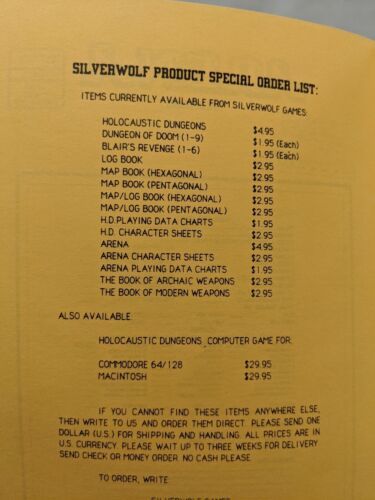 SILVERWOLF PRODUCT SPECIAL ORDER LIST:
ITEMS CURRENTLY AVAILABLE FROM SILVERWOLF GAMES:
HOLOCAUSTIC DUNGEONS $4.95
DUNGEON OF DOOM (1-9) $1.95 (Each)
BLAIR'S REVENGE (1-6) $1.95 (Each)
LOG BOOK $2.95
MAP BOOK (HEXAGONAL) $2.95
MAP BOOK (PENTAGONAL) $2.95
MAP/LOG BOOK (HEXAGONAL) $2.95
MAP/LOG BOOK (PENTAGONAL) $2.95
H.D.PLAYING DATA CHARTS $1.95
H.D. CHARACTER SHEETS $2.95
ARENA $4.95
ARENA CHARACTER SHEETS $2.95
ARENA PLAYING DATA CHARTS $1.95
THE BOOK OF ARCHAIC WEAPONS $2.95
THE BOOK OF MODERN WEAPONS $2.95
ALSO AVAILABLE:
HOLOCAUSTIC DUNGEONS COMPUTER GAME FOR:
COMMODORE 64/128 $29.95
MACINTOSH $29.95
IF YOU CANNOT FIND THESE ITEMS ANYWHERE ELSE,
THEN WRITE TO US AND ORDER THEM DIRECT. PLEASE SEND ONE
DOLLAR (U.S.) FOR SHIPPING AND HANDLING. ALL PRICES ARE IN
U.S. CURRENCY. PLEASE WAIT UP TO THREE WEEKS FOR DELIVERY
SEND CHECK OR MONEY ORDER. NO CASH PLEASE.
TO ORDER, WRITE:
SILVERWOLF GAMES